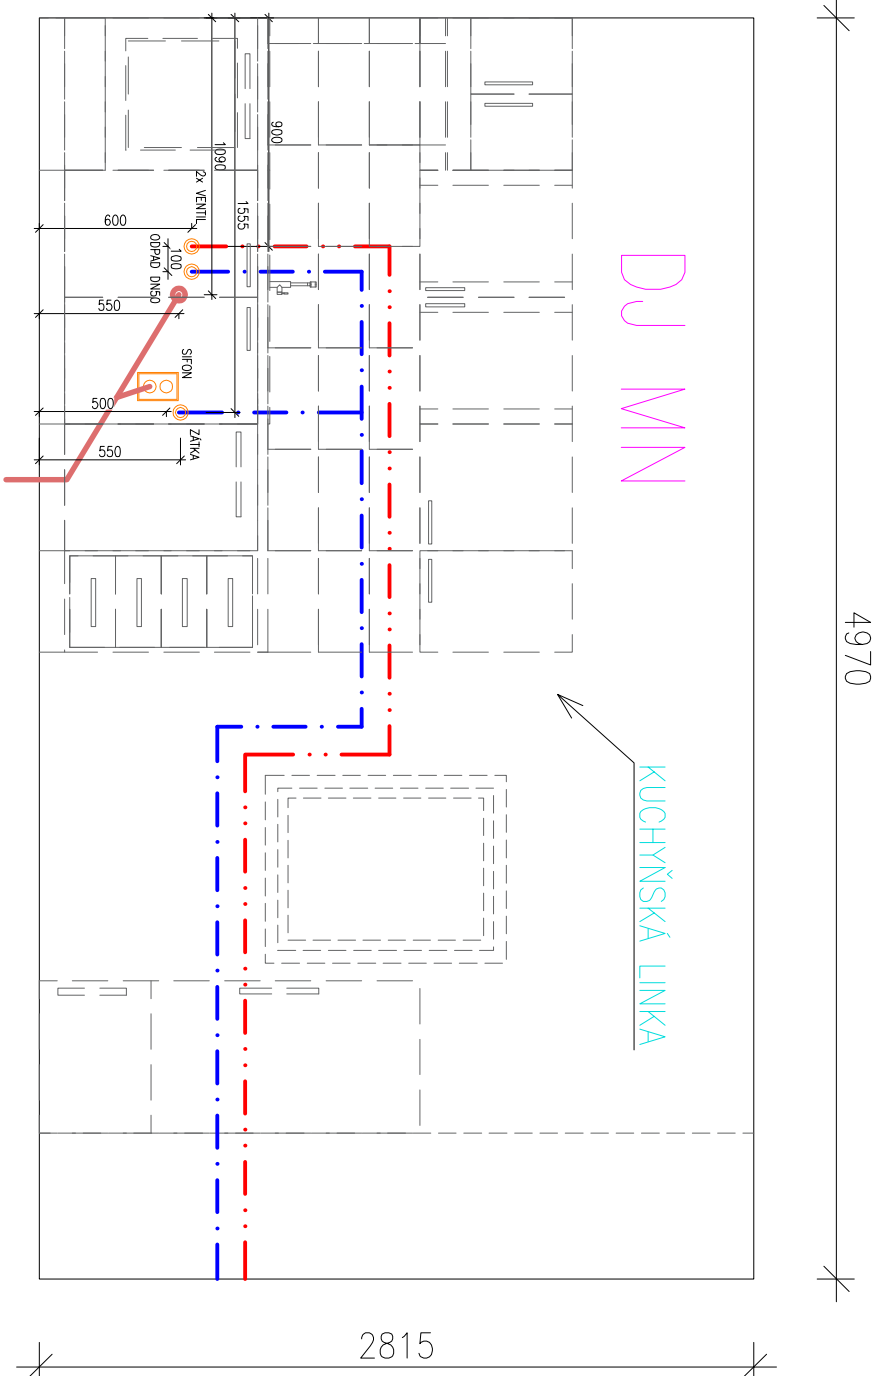 900
1090
2x VENTIL
1555
600
ODPAD DN50
100
550
SIFON
500
ZÁTKA
550
DJ MN
4970
KUCHYŇSKÁ LINKA
2815